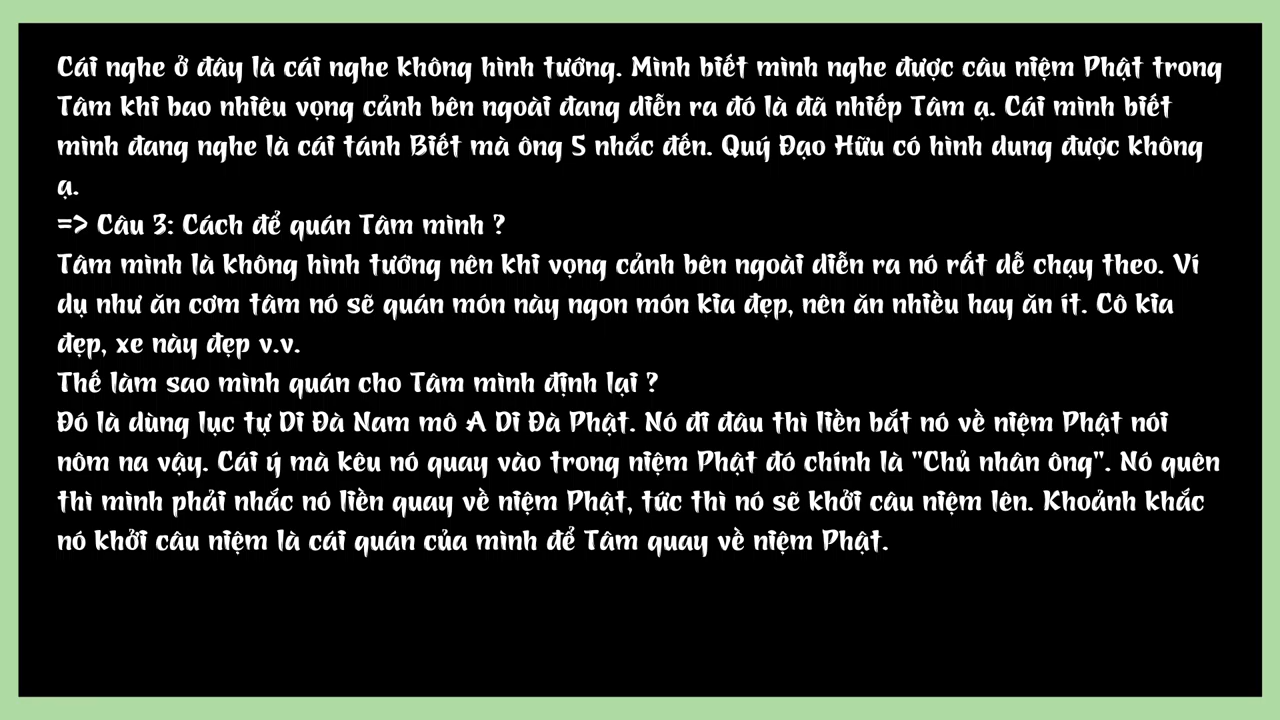 Cái nghe ở đây là cái nghe không hình tướng. Mình biết mình nghe được câu niệm Phật trong
Tâm khi bao nhiêu vọng cảnh bên ngoài đang diễn ra đó là đã nhiếp Tâm ạ. Cái mình biết
mình đang nghe là cái tánh Biết mà ông 5 nhắc đến. Quý Đạo Hữu có hình dung được không
ạ.
=> Câu 3: Cách để quán Tâm mình ?
Tâm mình là không hình tướng nên khi vọng cảnh bên ngoài diễn ra nó rất dễ chạy theo. Ví
dụ như ăn cơm tâm nó sẽ quán món này ngon món kia đẹp, nên ăn nhiều hay ăn ít. Cô kia
đẹp, xe này đẹp v.v.
Thế làm sao mình quán cho Tâm mình định lại ?
Đó là dùng lục tự Di Đà Nam mô A Di Đà Phật. Nó đi đâu thì liền bắt nó về niệm Phật nói
nôm na vậy. Cái ý mà kêu nó quay vào trong niệm Phật đó chính là "Chủ nhân ông". Nó quên
thì mình phải nhắc nó liền quay về niệm Phật, tức thì nó sẽ khởi câu niệm lên. Khoảnh khắc
nó khởi câu niệm là cái quán của mình để Tâm quay về niệm Phật.